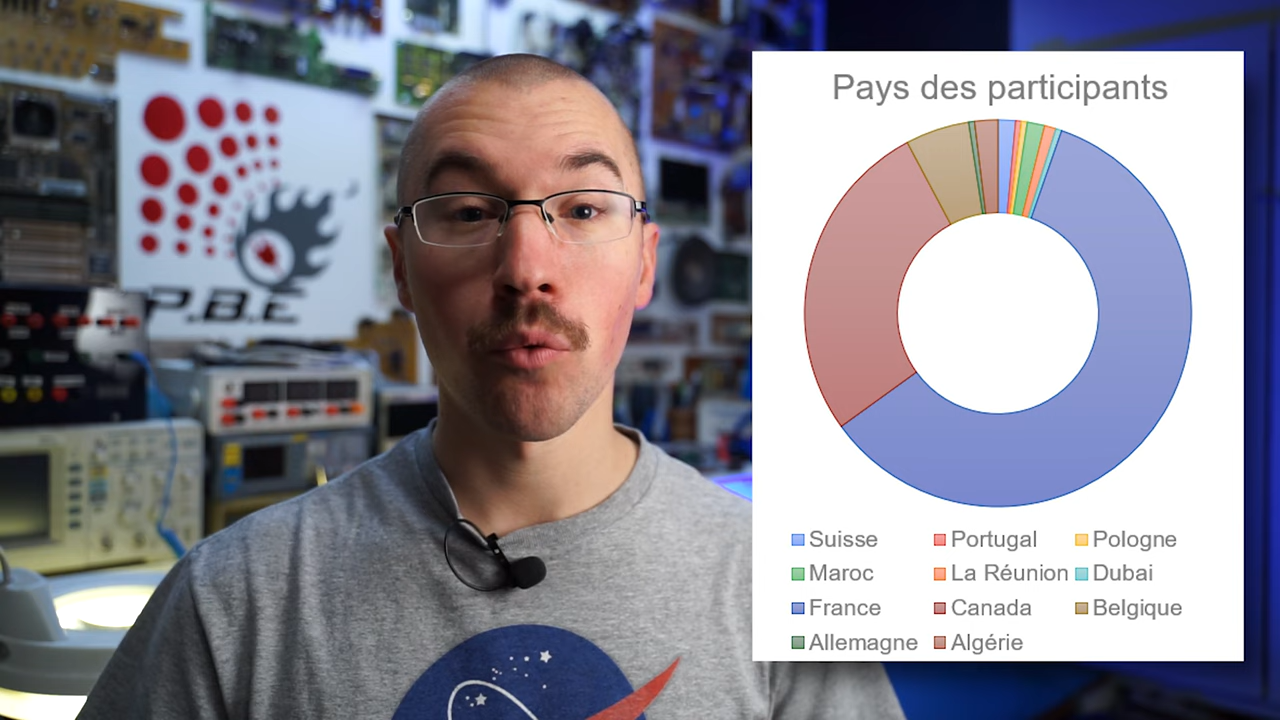 P.B.E
Pays des participants
Suisse Portugal Pologne
Maroc La Réunion Dubai
France Canada Belgique
Allemagne Algérie